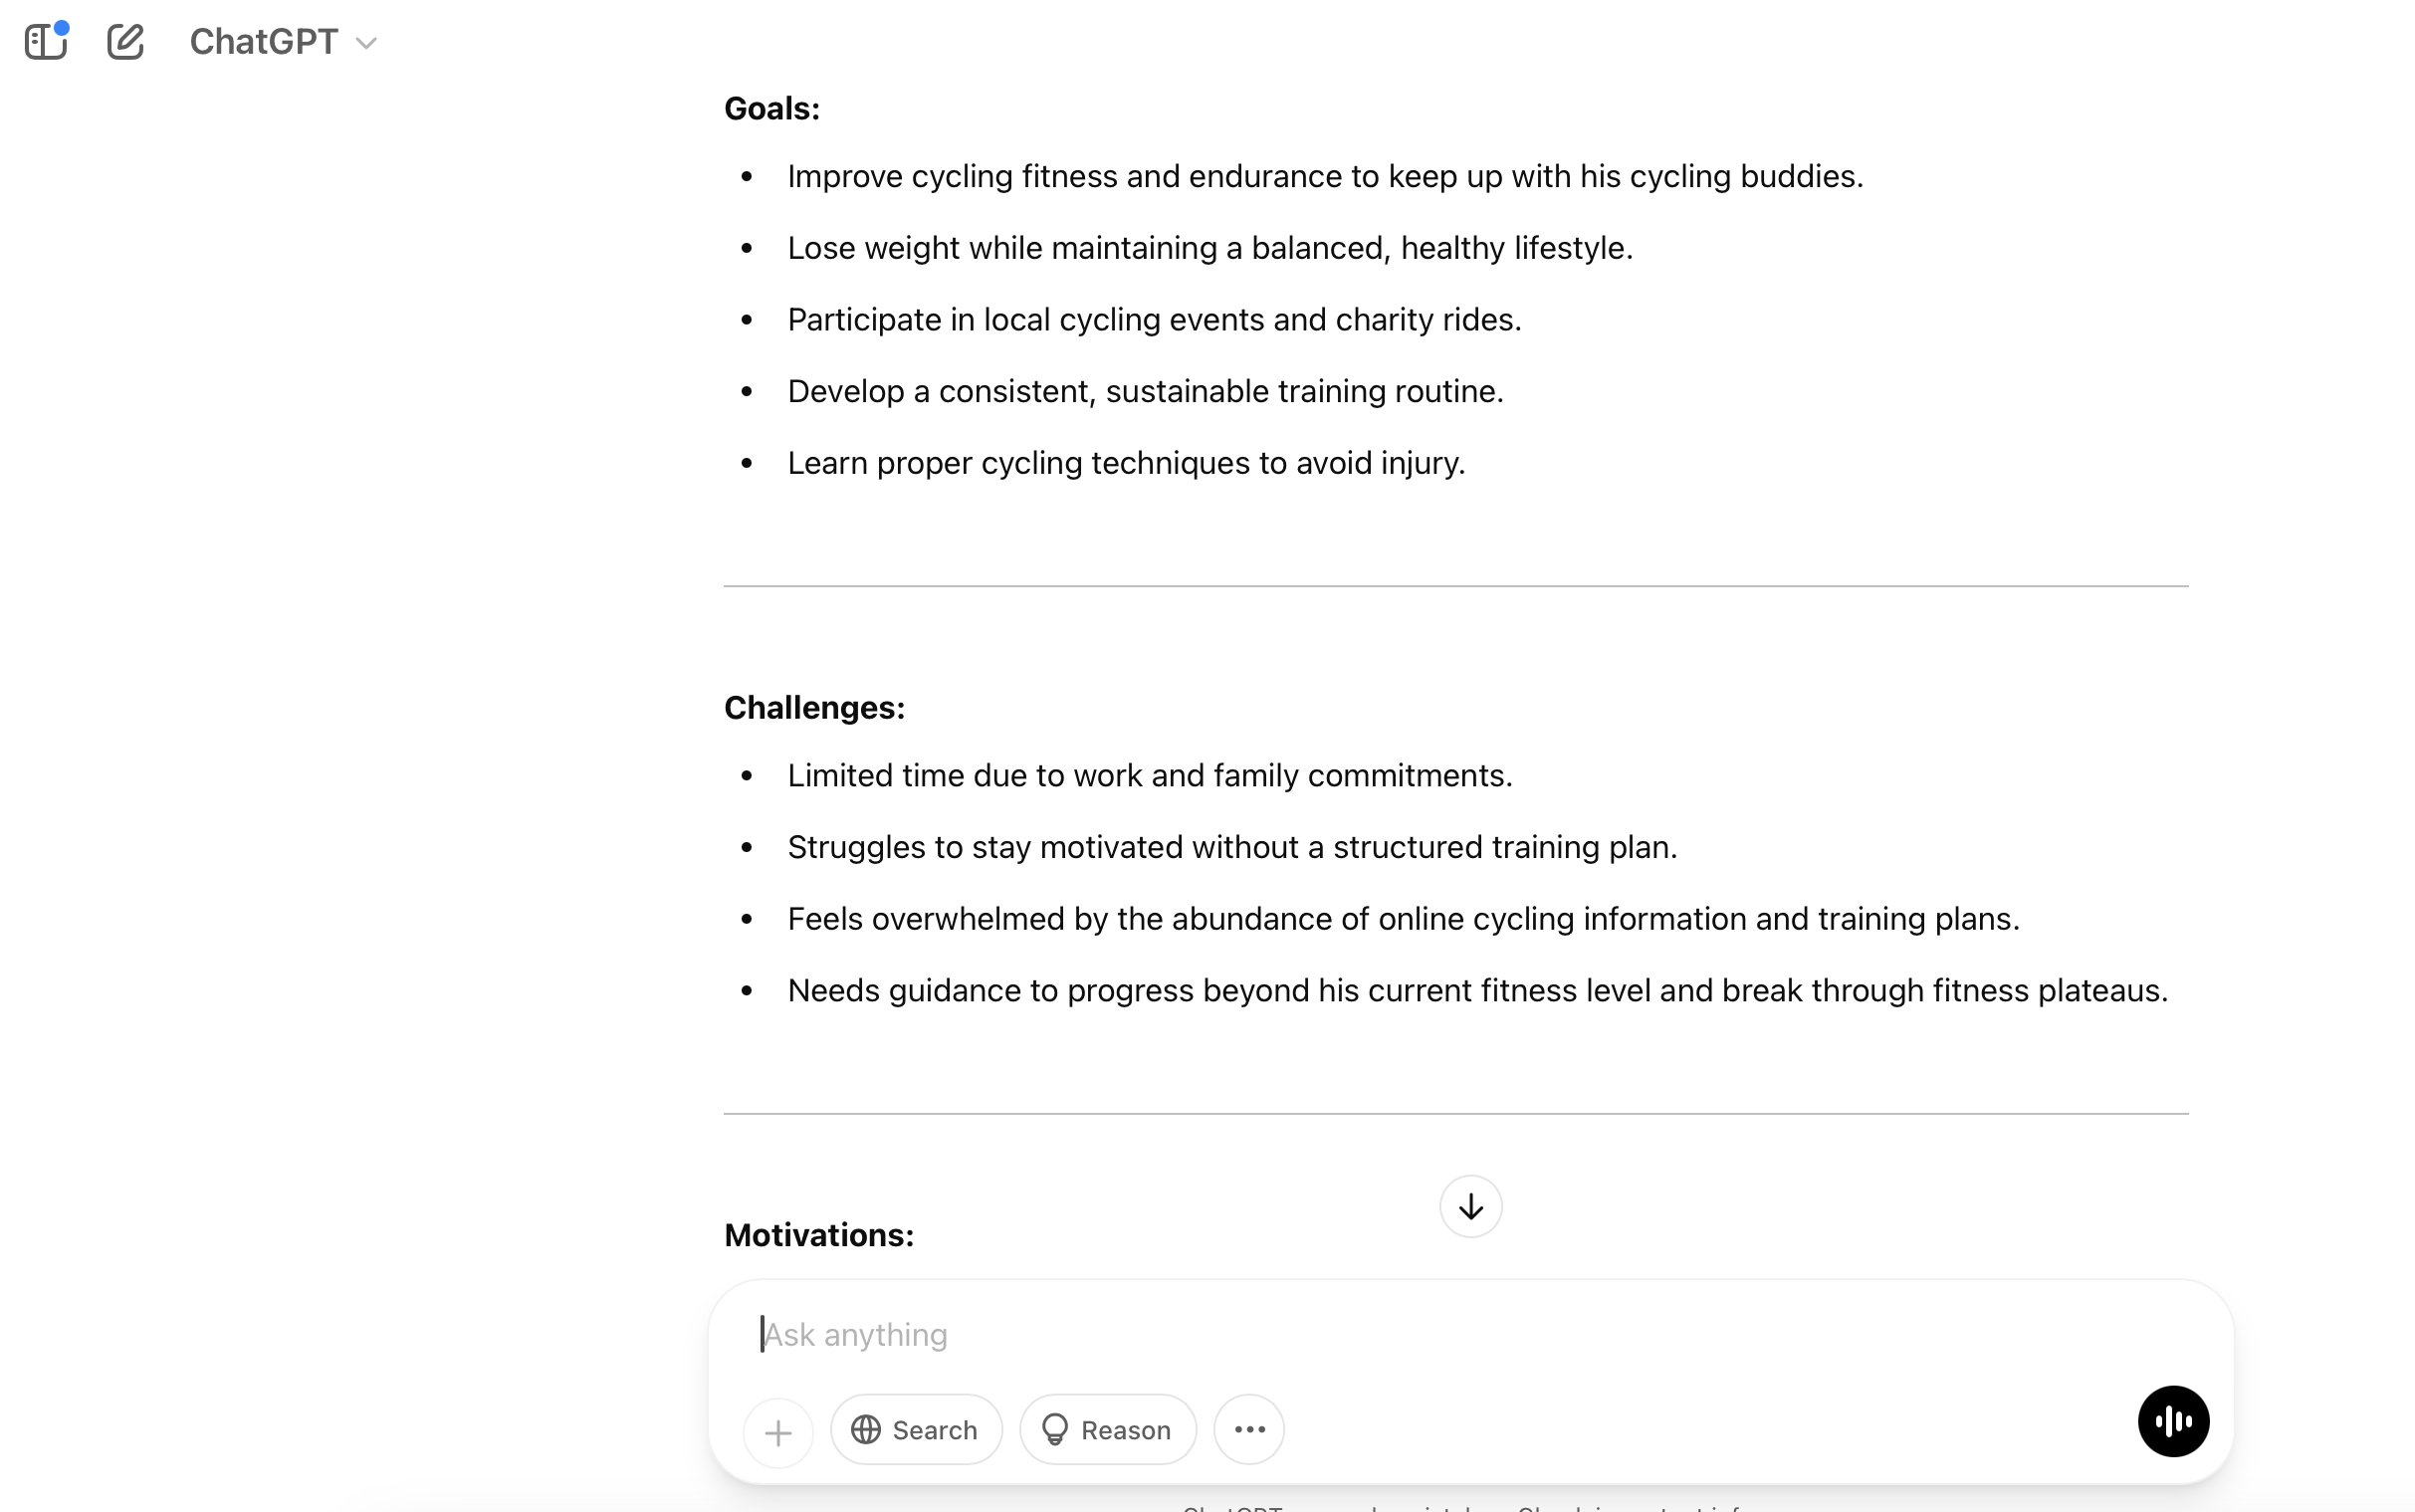 ChatGPT
Goals:
Improve cycling fitness and endurance to keep up with his cycling buddies.
Lose weight while maintaining a balanced, healthy lifestyle.
Participate in local cycling events and charity rides.
Develop a consistent, sustainable training routine.
Learn proper cycling techniques to avoid injury.
Challenges:
Limited time due to work and family commitments.
Struggles to stay motivated without a structured training plan.
Feels overwhelmed by the abundance of online cycling information and training plans.
Needs guidance to progress beyond his current fitness level and break through fitness plateaus.
Motivations:
Ask anything
Search
Reason